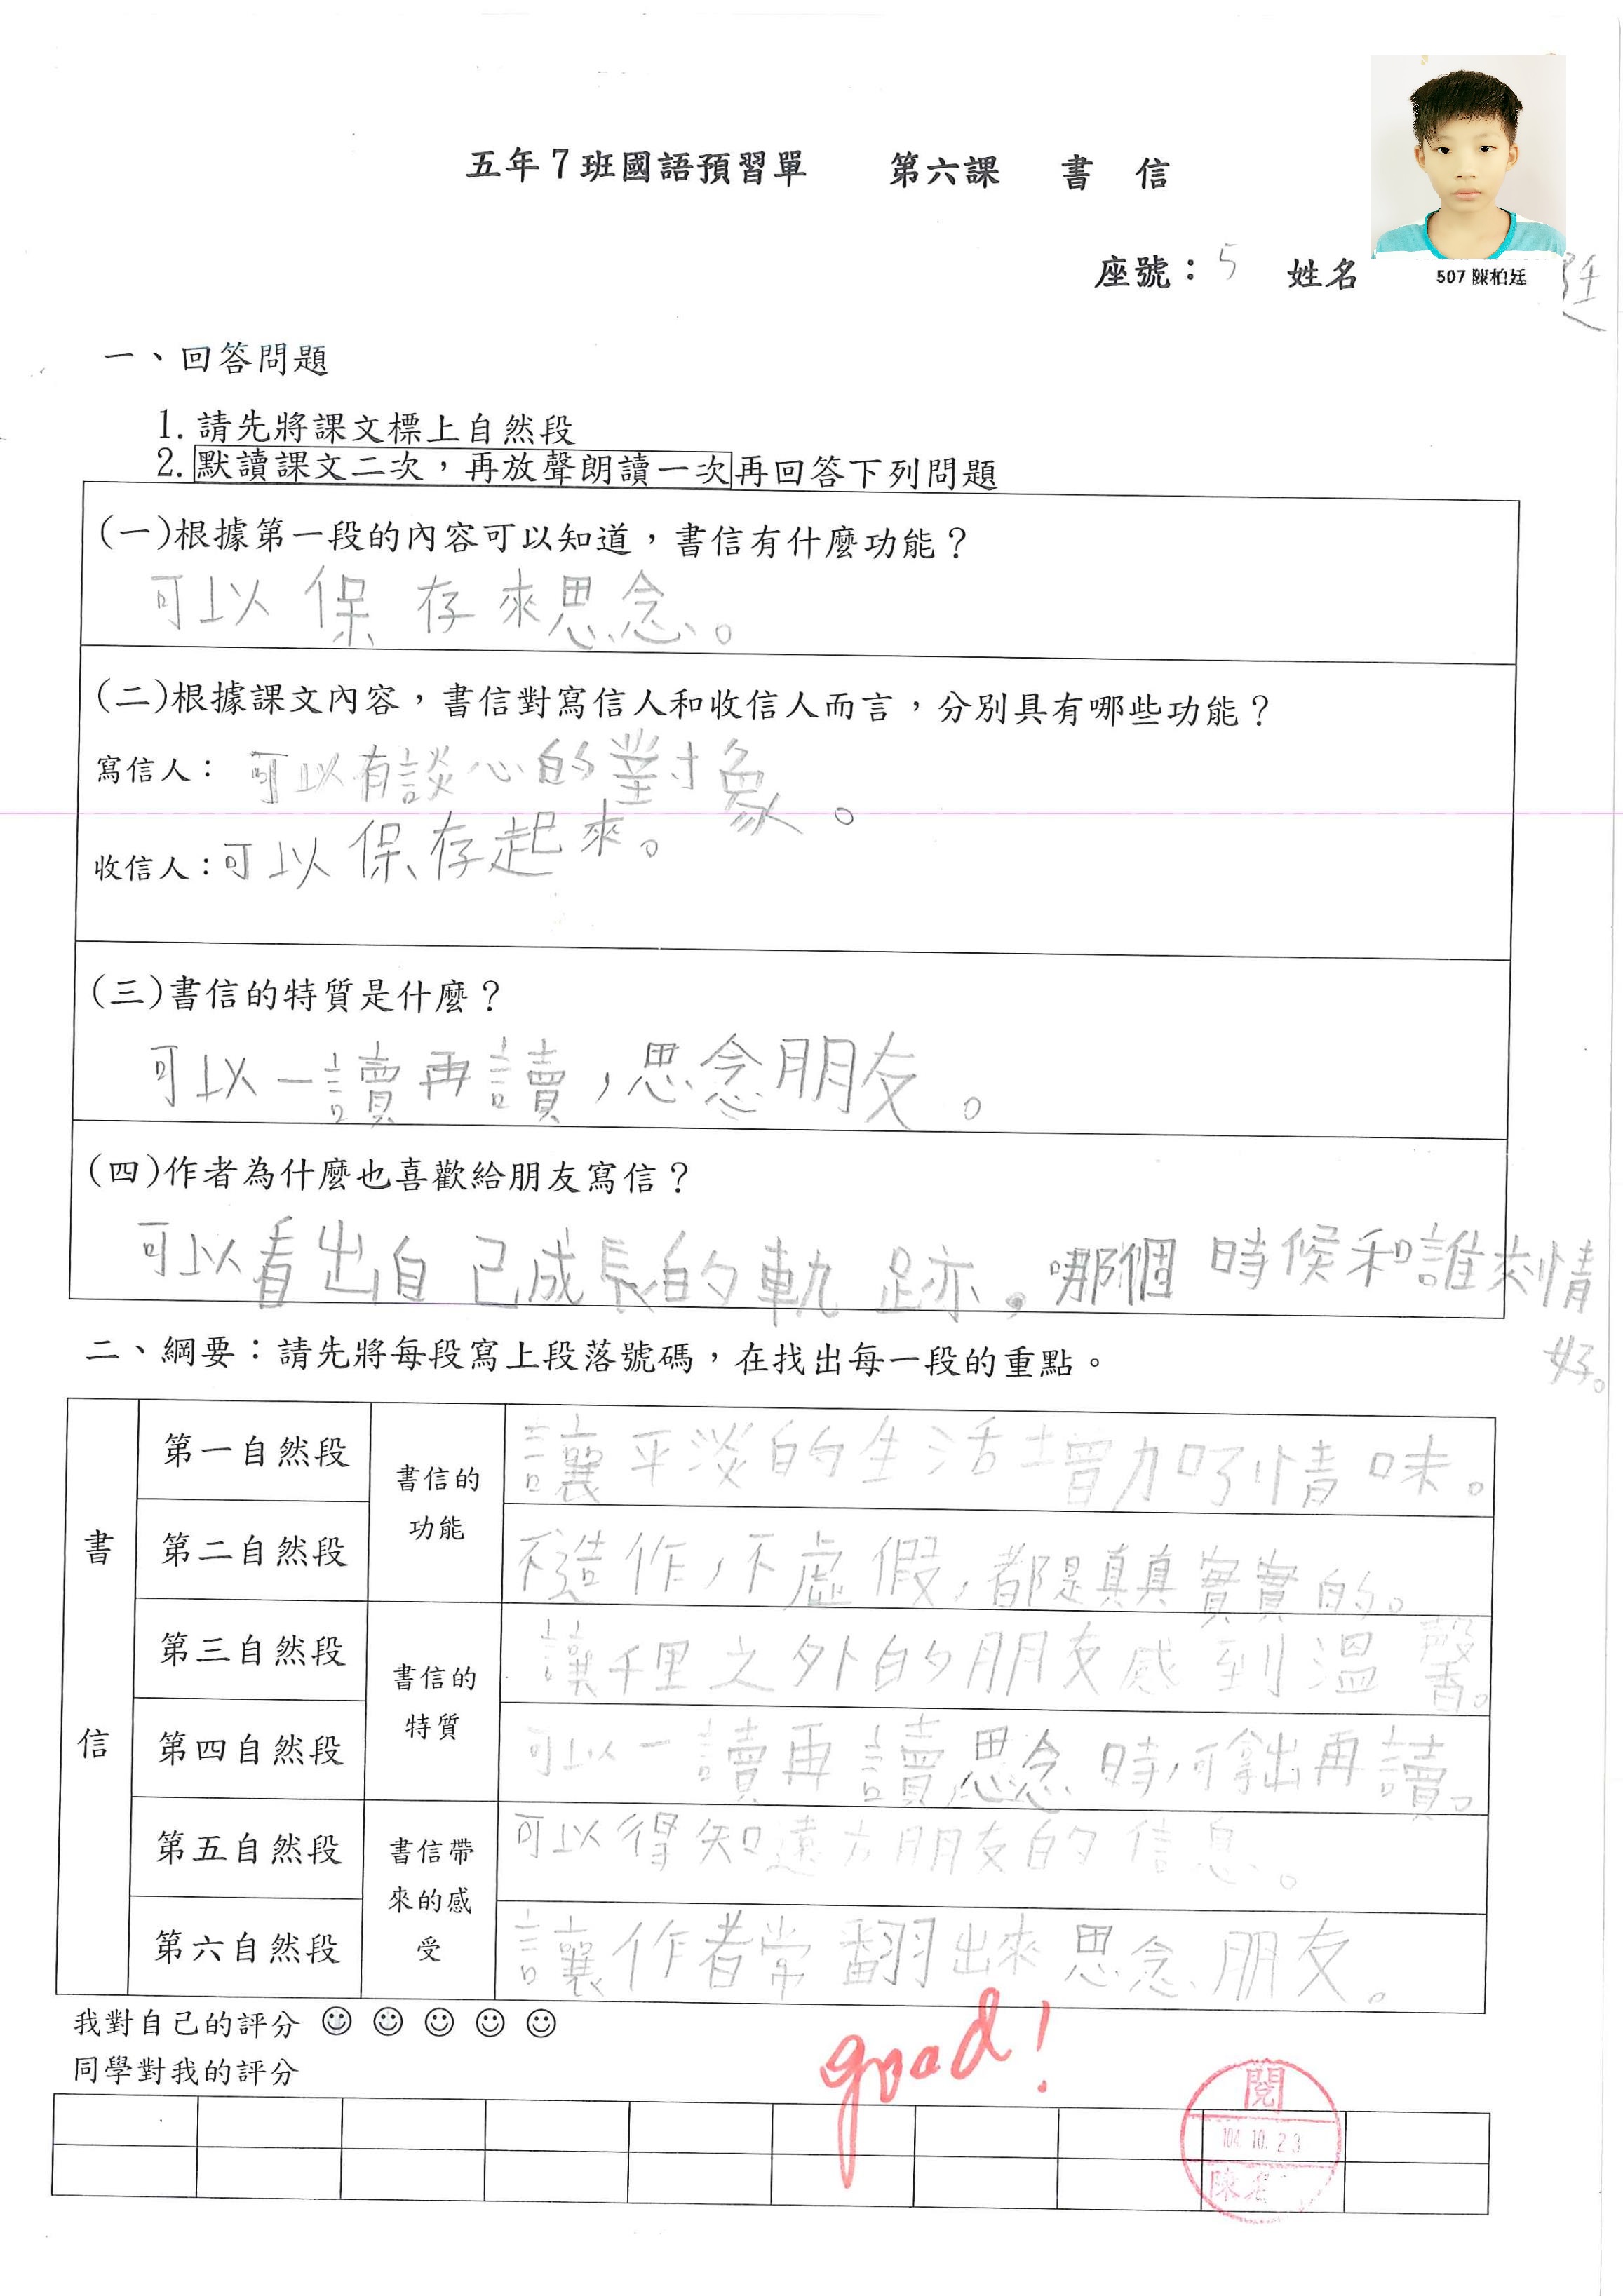 五年7班國語預習單 第六課 書 信
座號：5 姓名
507 陳柏廷
廷
一、回答問題
1. 請先將課文標上自然段
2. 默讀課文二次，再放聲朗讀一次再回答下列問題
(一)根據第一段的內容可以知道，書信有什麼功能？
可以保存來思念。
(二)根據課文內容，書信對寫信人和收信人而言，分別具有哪些功能？
寫信人：可以有談心的對象。
收信人：可以保存起來。
(三)書信的特質是什麼？
可以一讀再讀，思念朋友。
(四)作者為什麼也喜歡給朋友寫信？
可以看出自己成長的軌跡。哪個時候和誰交情
好。
二、綱要：請先將每段寫上段落號碼，在找出每一段的重點。
書信
第一自然段 書信的功能 讓平淡的生活增加了情味。
第二自然段 不造作，不虛假，都是真真實實的。
第三自然段 書信的特質 讓千里之外的朋友感到溫馨。
第四自然段 可以一讀再讀，思念時，可拿出再讀。
第五自然段 書信帶來的感受 可以得知遠方朋友的信息。
第六自然段 讓作者常翻出來思念朋友。
我對自己的評分
同學對我的評分
good!
閱
104.10.23
陳